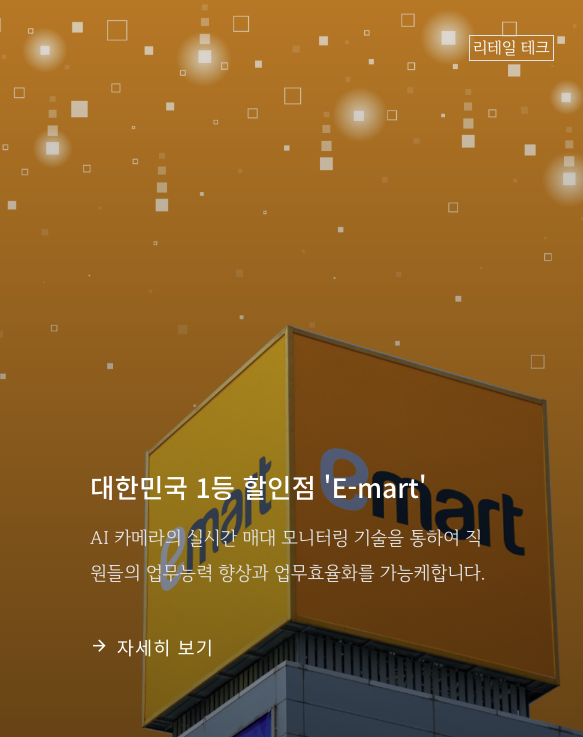 리테일 테크
emart
emart
대한민국 1등 할인점 'E-mart'
AI 카메라의 실시간 매대 모니터링 기술을 통하여 직
원들의 업무능력 향상과 업무효율화를 가능케합니다.
→ 자세히 보기